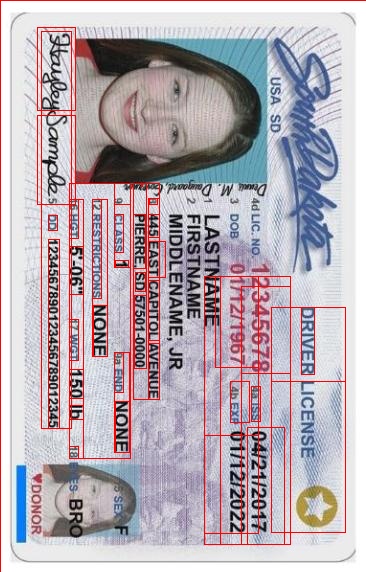 South Dakota
DRIVER LICENSE
USA SD
4d LIC. NO. 12345678
3 DOB 01/12/1967
4a ISS 04/21/2017
4b EXP 01/12/2022
1 LASTNAME
2 FIRSTNAME
MIDDLENAME, JR
8 445 EAST CAPITOL AVENUE
PIERRE, SD 57501-0000
9 CLASS 1
9a END NONE
15 SEX F
12 RESTRICTIONS NONE
16 HGT 5'-06"
17 WGT 150 lb
18 EYES BRO
5 DD 1234567890123456789012345
DONOR
Dennis M. Daugaard, Governor
Hayley Sample